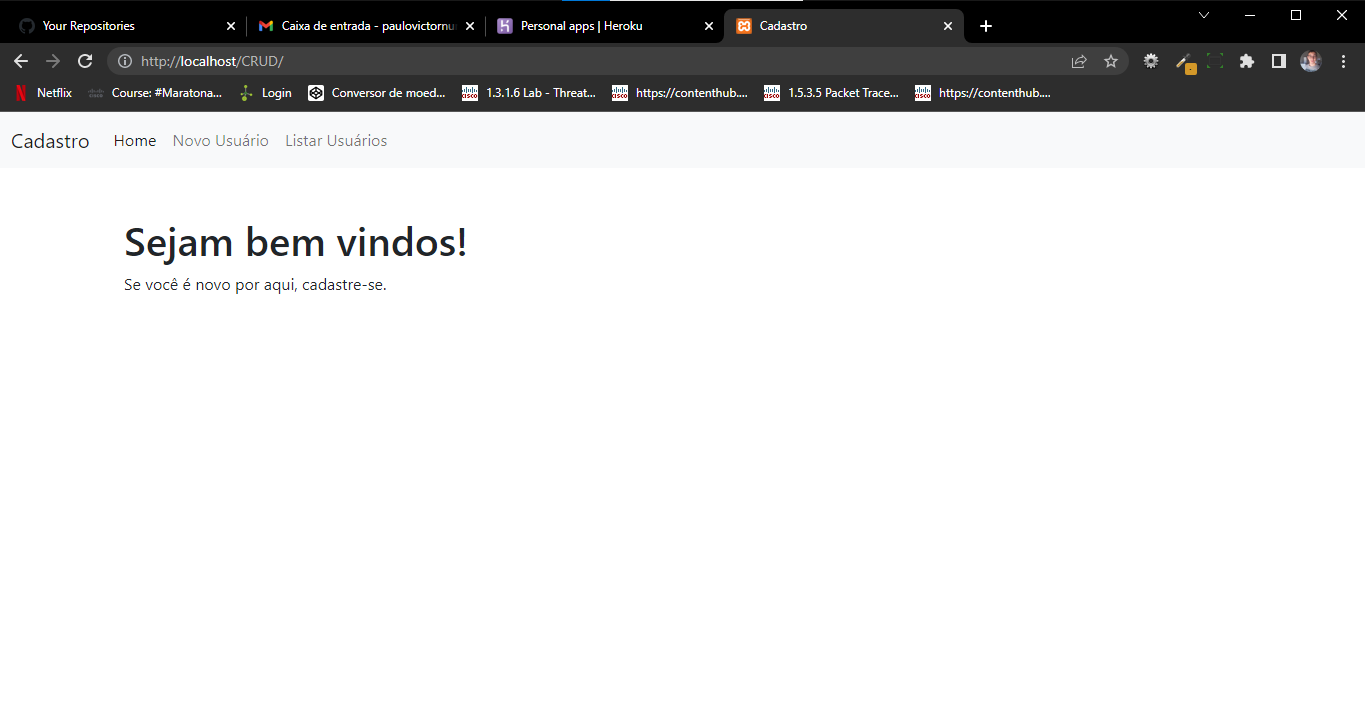 Your Repositories
Caixa de entrada - paulovictornu
Personal apps | Heroku
Cadastro
http://localhost/CRUD/
Netflix
Course: #Maratona...
Login
Conversor de moed...
1.3.1.6 Lab - Threat...
https://contenthub....
1.5.3.5 Packet Trace...
https://contenthub....
Cadastro Home Novo Usuário Listar Usuários
Sejam bem vindos!
Se você é novo por aqui, cadastre-se.